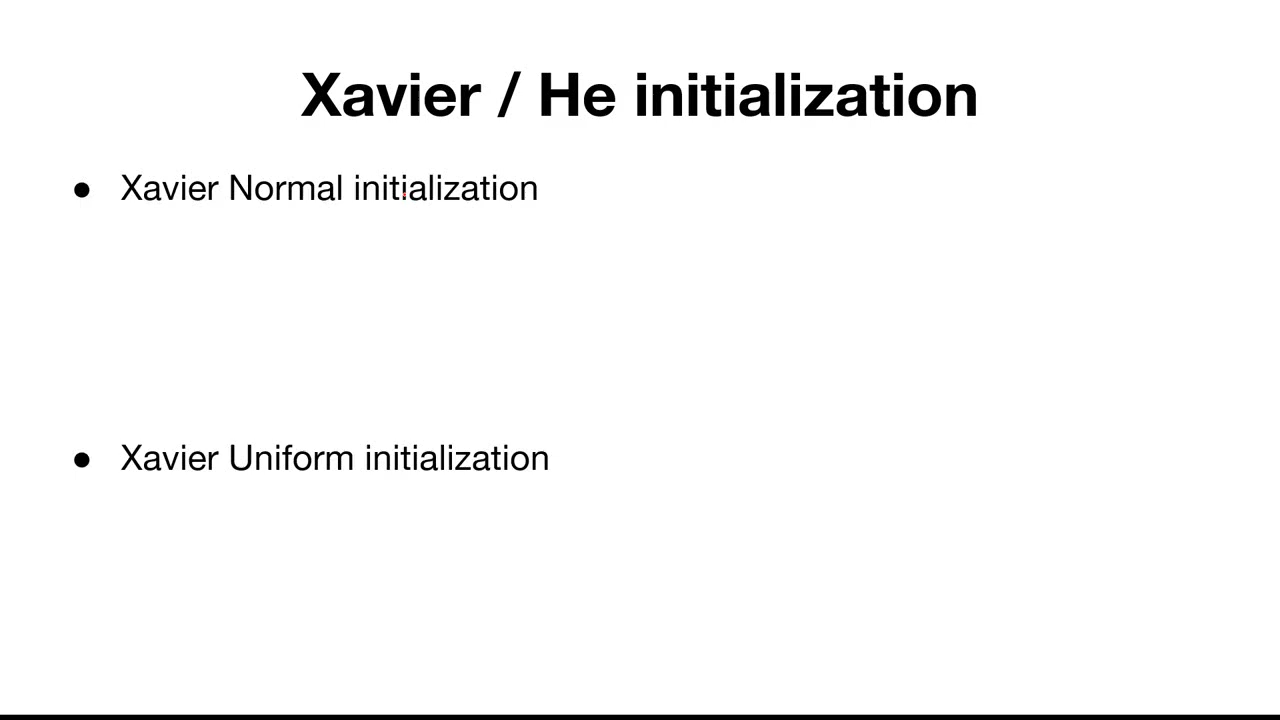 Xavier / He initialization
● Xavier Normal initialization
● Xavier Uniform initialization